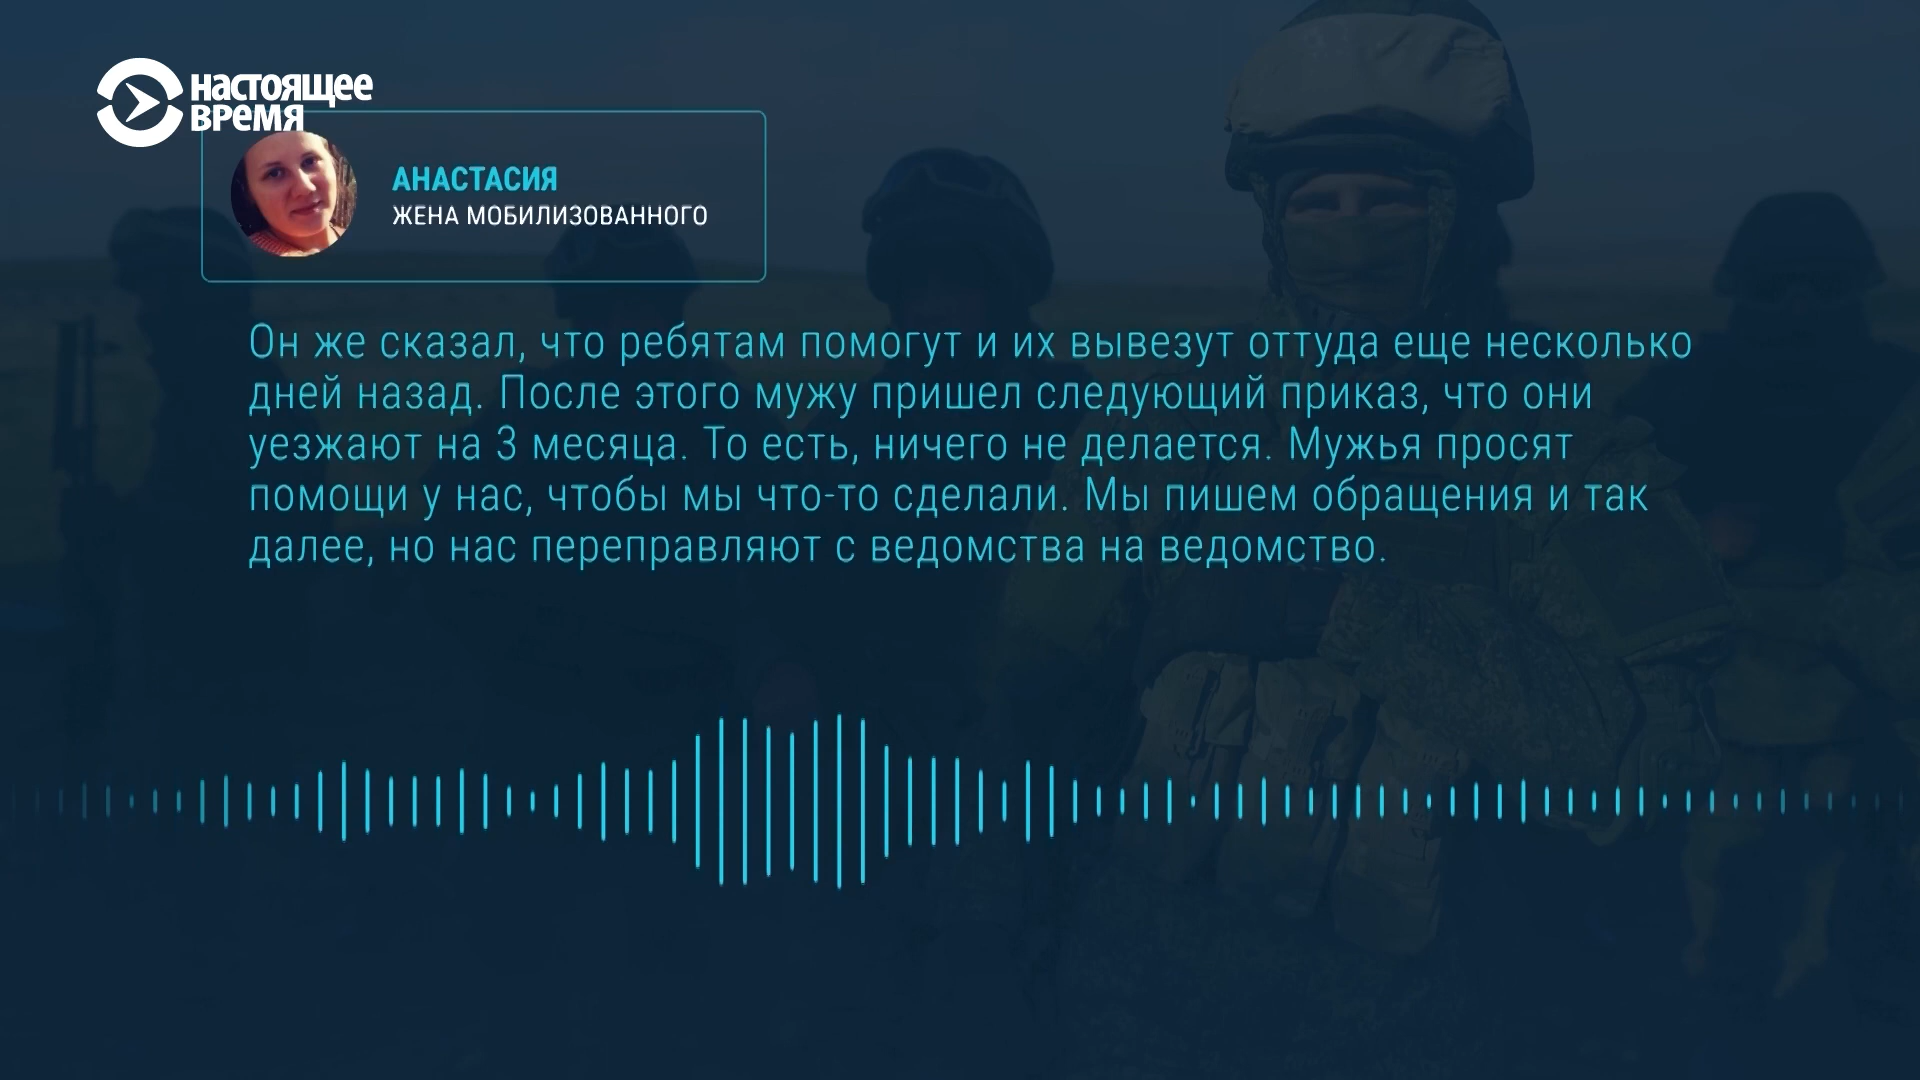 настоящее
время
АНАСТАСИЯ
ЖЕНА МОБИЛИЗОВАННОГО
Он же сказал, что ребятам помогут и их вывезут оттуда еще несколько
дней назад. После этого мужу пришел следующий приказ, что они
уезжают на 3 месяца. То есть, ничего не делается. Мужья просят
помощи у нас, чтобы мы что-то сделали. Мы пишем обращения и так
далее, но нас переправляют с ведомства на ведомство.